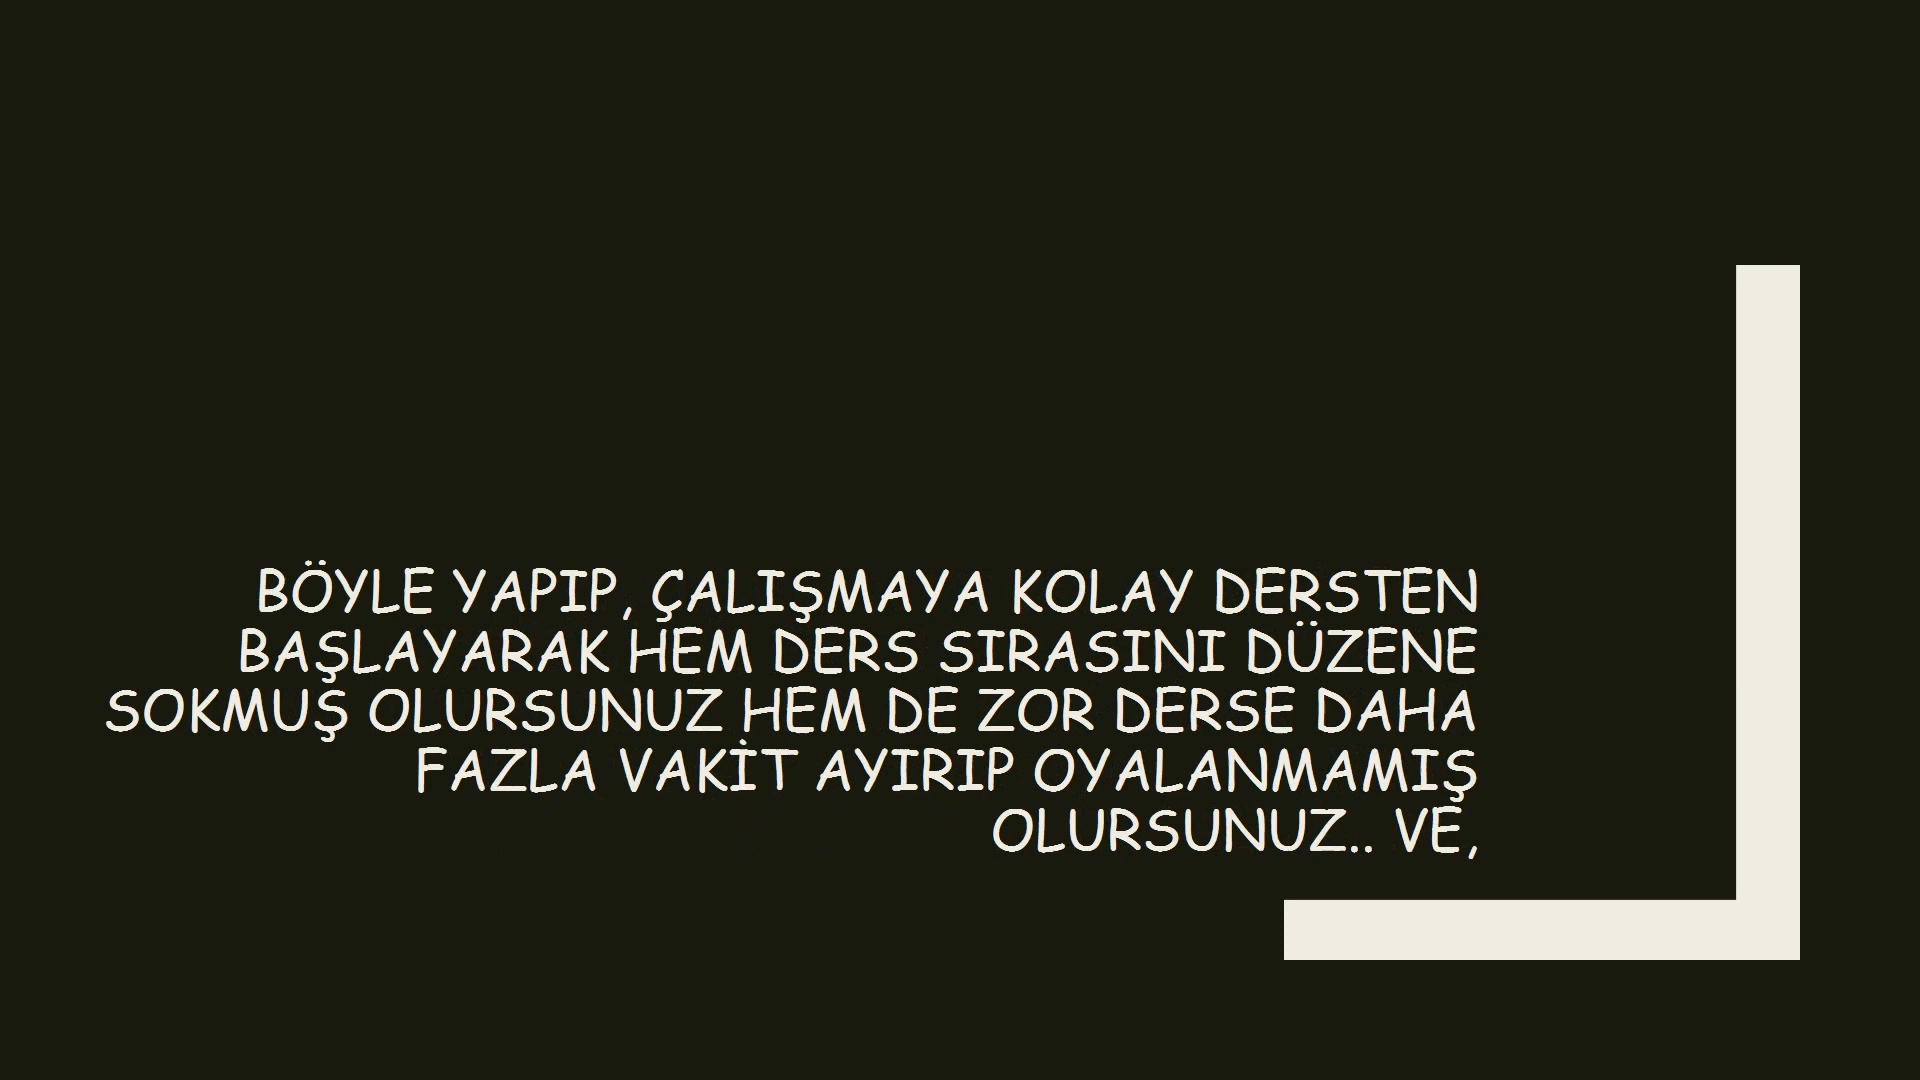 BÖYLE YAPIP, ÇALIŞMAYA KOLAY DERSTEN
BAŞLAYARAK HEM DERS SIRASINI DÜZENE
SOKMUŞ OLURSUNUZ HEM DE ZOR DERSE DAHA
FAZLA VAKİT AYIRIP OYALANMAMIŞ
OLURSUNUZ.. VE,